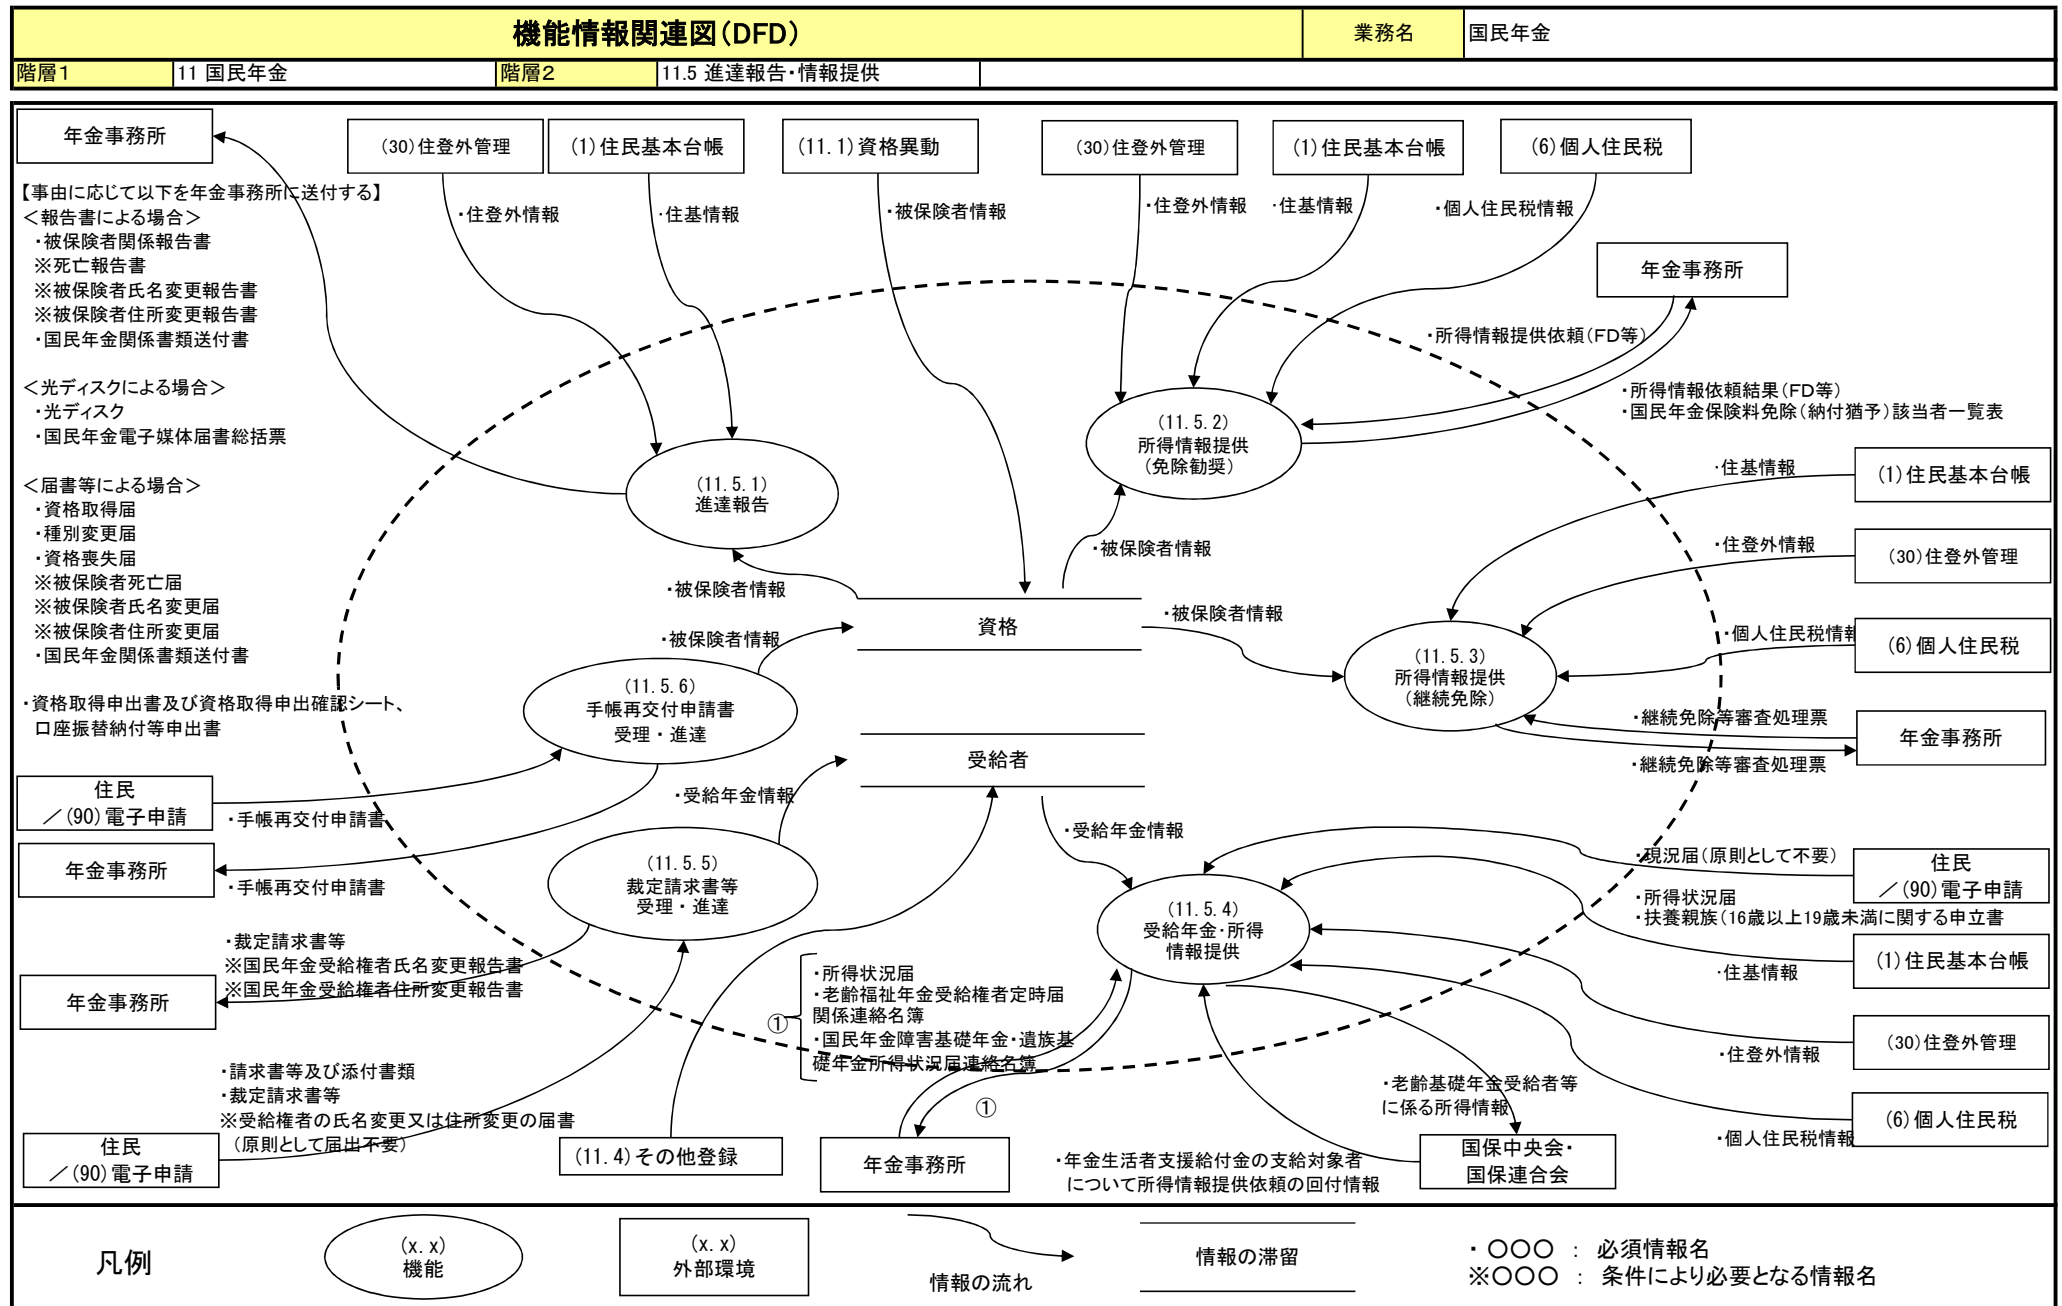 機能情報関連図(DFD)
業務名
国民年金
階層1
11 国民年金
階層2
11.5 進達報告・情報提供
年金事務所
(30)住登外管理
(1)住民基本台帳
(11.1)資格異動
(30)住登外管理
(1)住民基本台帳
(6)個人住民税
【事由に応じて以下を年金事務所に送付する】
＜報告書による場合＞
・被保険者関係報告書
※死亡報告書
※被保険者氏名変更報告書
※被保険者住所変更報告書
・国民年金関係書類送付書
＜光ディスクによる場合＞
・光ディスク
・国民年金電子媒体届書総括票
＜届書等による場合＞
・資格取得届
・種別変更届
・資格喪失届
※被保険者死亡届
※被保険者氏名変更届
※被保険者住所変更届
・国民年金関係書類送付書
・資格取得申出書及び資格取得申出確認シート、
口座振替納付等申出書
・住登外情報
・住基情報
・被保険者情報
・住登外情報
・住基情報
・個人住民税情報
年金事務所
・所得情報提供依頼(FD等)
・所得情報依頼結果(FD等)
・国民年金保険料免除(納付猶予)該当者一覧表
(11.5.2)
所得情報提供
(免除勧奨)
(11.5.1)
進達報告
・住基情報
(1)住民基本台帳
・被保険者情報
・住登外情報
(30)住登外管理
・被保険者情報
・被保険者情報
資格
・被保険者情報
・個人住民税情報
(6)個人住民税
(11.5.3)
所得情報提供
(継続免除)
(11.5.6)
手帳再交付申請書
受理・進達
・継続免除等審査処理票
年金事務所
・継続免除等審査処理票
受給者
住民
／(90)電子申請
・手帳再交付申請書
・受給年金情報
・受給年金情報
年金事務所
・手帳再交付申請書
(11.5.5)
裁定請求書等
受理・進達
・現況届(原則として不要)
住民
／(90)電子申請
・所得状況届
・扶養親族(16歳以上19歳未満に関する申立書
(11.5.4)
受給年金・所得
情報提供
・裁定請求書等
※国民年金受給権者氏名変更報告書
※国民年金受給権者住所変更報告書
年金事務所
・住基情報
(1)住民基本台帳
①
・所得状況届
・老齢福祉年金受給権者定時届
関係連絡名簿
・国民年金障害基礎年金・遺族基
礎年金所得状況届連絡名簿
・住登外情報
(30)住登外管理
・請求書等及び添付書類
・裁定請求書等
※受給権者の氏名変更又は住所変更の届書
(原則として届出不要)
住民
／(90)電子申請
①
・老齢基礎年金受給者等
に係る所得情報
(6)個人住民税
・個人住民税情報
(11.4)その他登録
年金事務所
・年金生活者支援給付金の支給対象者
について所得情報提供依頼の回付情報
国保中央会・
国保連合会
凡例
(x.x)
機能
(x.x)
外部環境
情報の流れ
情報の滞留
・ 〇〇〇 ： 必須情報名
※〇〇〇 ： 条件により必要となる情報名